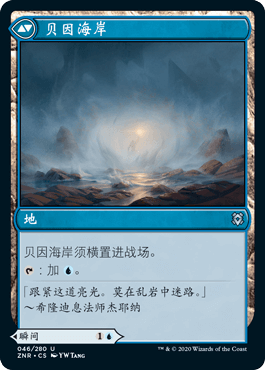 贝因海岸
地
贝因海岸须横置进战场。
：加。
「跟紧这道亮光。莫在乱岩中迷路。」
～希隆迪息法师杰耶纳
瞬间 1
046/280 U
ZNR • CS YW TANG
™ & © 2020 Wizards of the Coast